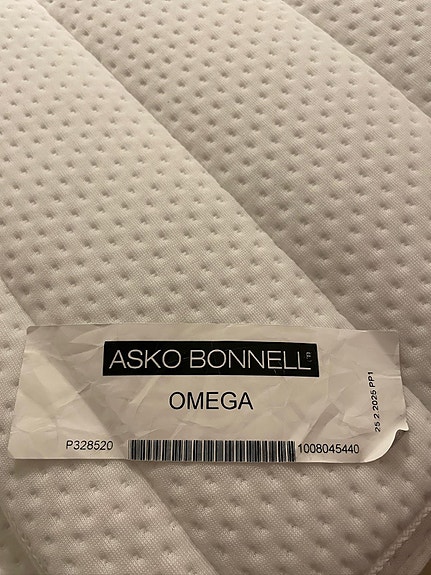 ASKO BONNELL
OMEGA
P328520
1008045440
25.2.2025 PP1